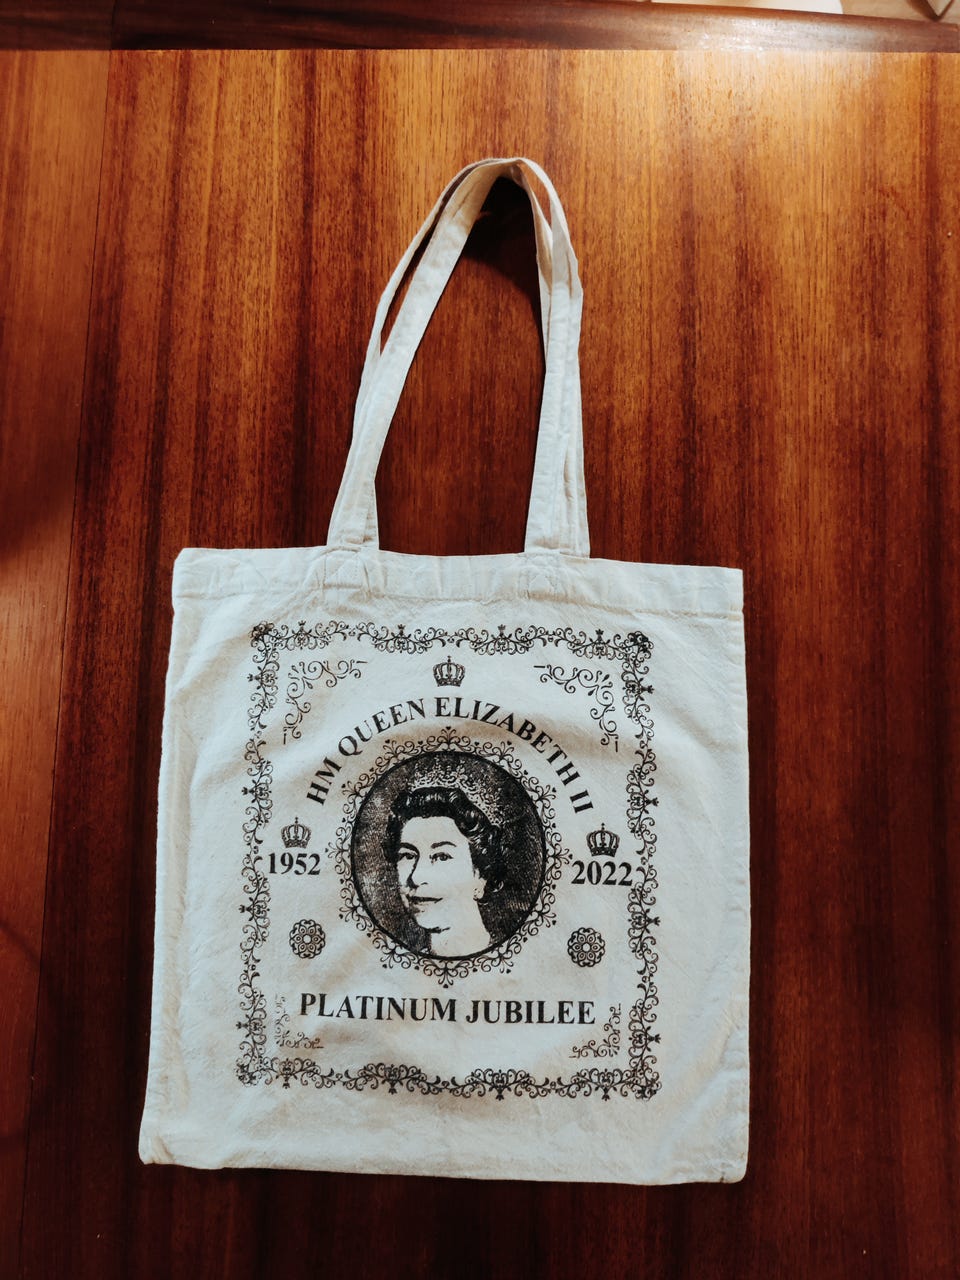 HM QUEEN ELIZABETH II
1952
2022
PLATINUM JUBILEE